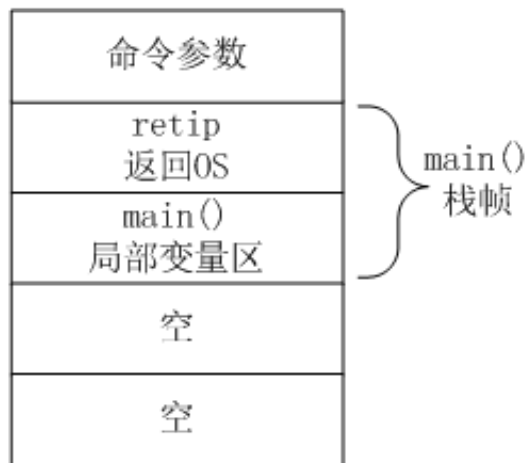 命令参数
retip
返回OS
main()
局部变量区
空
空
main()
栈帧